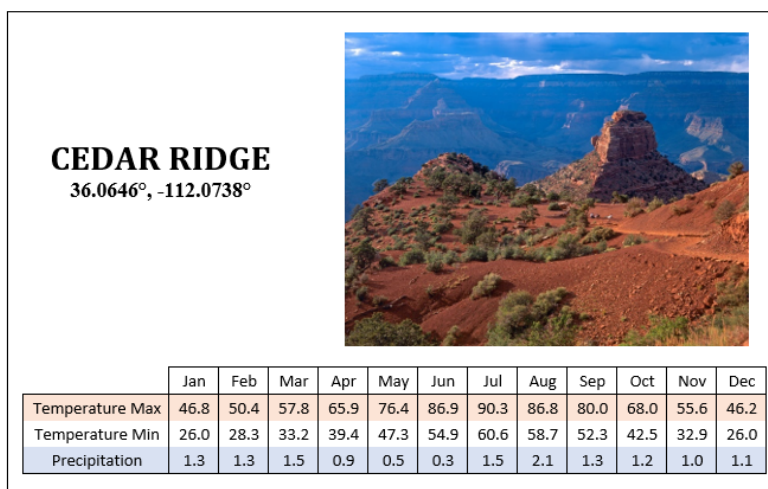 CEDAR RIDGE
36.0646°, -112.0738°
Jan Feb Mar Apr May Jun Jul Aug Sep Oct Nov Dec
Temperature Max 46.8 50.4 57.8 65.9 76.4 86.9 90.3 86.8 80.0 68.0 55.6 46.2
Temperature Min 26.0 28.3 33.2 39.4 47.3 54.9 60.6 58.7 52.3 42.5 32.9 26.0
Precipitation 1.3 1.3 1.5 0.9 0.5 0.3 1.5 2.1 1.3 1.2 1.0 1.1